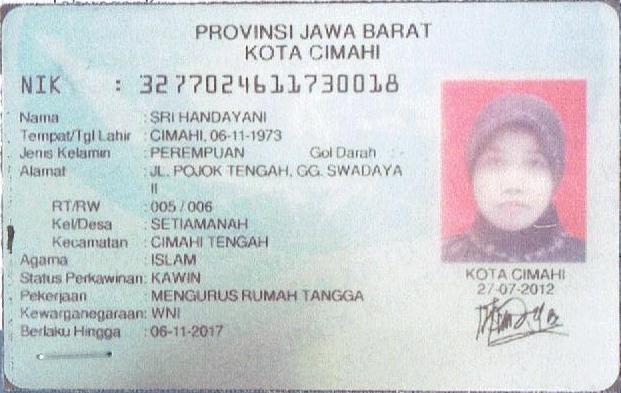 PROVINSI JAWA BARAT
KOTA CIMAHI
NIK : 3277024611730018
Nama : SRI HANDAYANI
Tempat/Tgl Lahir : CIMAHI, 06-11-1973
Jenis Kelamin : PEREMPUAN Gol Darah : -
Alamat : JL. POJOK TENGAH, GG. SWADAYA
II
RT/RW : 005 / 006
Kel/Desa : SETIAMANAH
Kecamatan : CIMAHI TENGAH
Agama : ISLAM
Status Perkawinan: KAWIN
Pekerjaan : MENGURUS RUMAH TANGGA
Kewarganegaraan: WNI
Berlaku Hingga : 06-11-2017
KOTA CIMAHI
27-07-2012